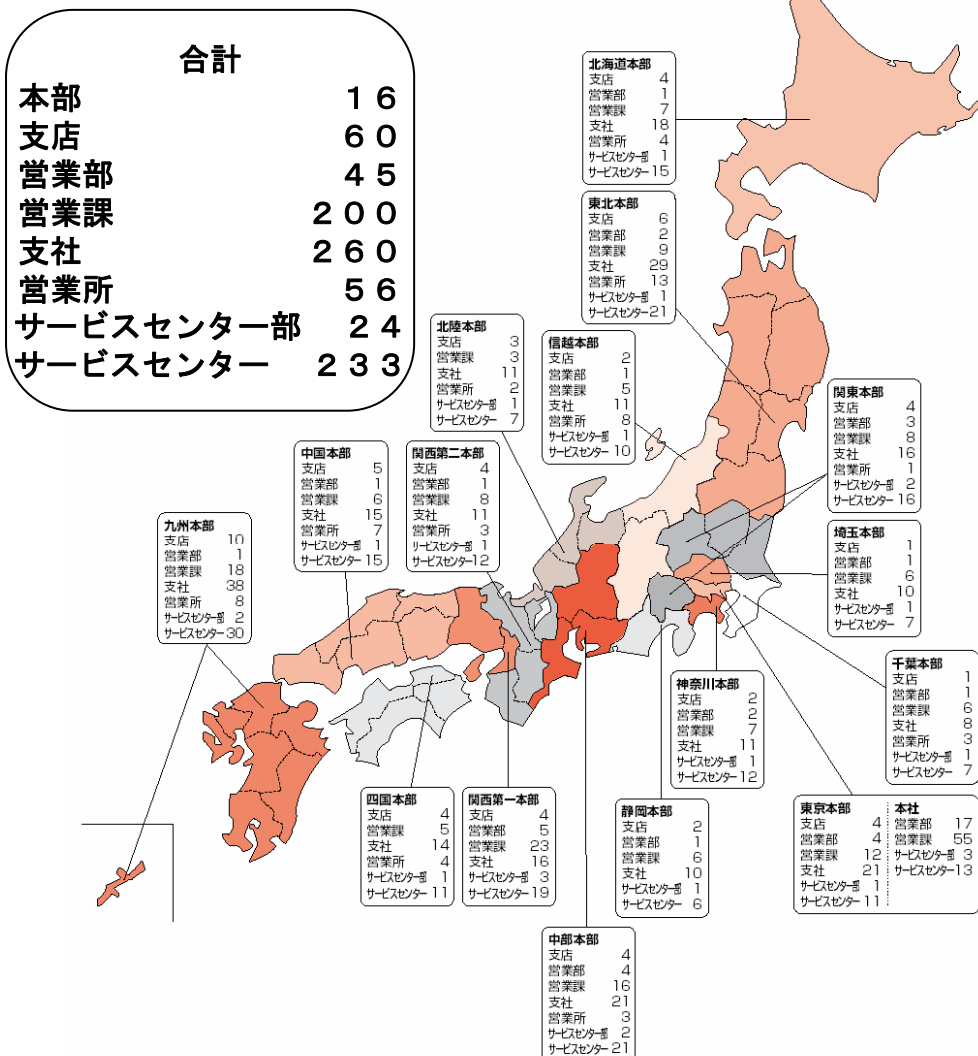 合計
本部 16
支店 60
営業部 45
営業課 200
支社 260
営業所 56
サービスセンター部 24
サービスセンター 233
北海道本部
支店 4
営業部 1
営業課 7
支社 18
営業所 4
サービスセンター部 1
サービスセンター 15
東北本部
支店 6
営業部 2
営業課 9
支社 29
営業所 13
サービスセンター部 1
サービスセンター 21
北陸本部
支店 3
営業課 3
支社 11
営業所 2
サービスセンター部 1
サービスセンター 7
信越本部
支店 2
営業部 1
営業課 5
支社 11
営業所 8
サービスセンター部 1
サービスセンター 10
関東本部
支店 4
営業部 3
営業課 8
支社 16
営業所 1
サービスセンター部 2
サービスセンター 16
中国本部
支店 5
営業部 1
営業課 6
支社 15
営業所 7
サービスセンター部 1
サービスセンター 15
関西第二本部
支店 4
営業部 1
営業課 8
支社 11
営業所 3
リービスセンター部 1
サービスセンター 12
九州本部
支店 10
営業部 1
営業課 18
支社 38
営業所 8
サービスセンター部 2
サービスセンター 30
埼玉本部
支店 1
営業部 1
営業課 6
支社 10
サービスセンター部 1
サービスセンター 7
千葉本部
支店 1
営業部 1
営業課 6
支社 8
営業所 3
サービスセンター部 1
サービスセンター 7
神奈川本部
支店 2
営業部 2
営業課 7
支社 11
サービスセンター部 1
サービスセンター 12
四国本部
支店 4
営業課 5
支社 14
営業所 4
サービスセンター部 1
サービスセンター 11
関西第一本部
支店 4
営業部 5
営業課 23
支社 16
サービスセンター部 3
サービスセンター 19
静岡本部
支店 2
営業部 1
営業課 6
支社 10
サービスセンター部 1
サービスセンター 6
東京本部
支店 4
営業部 4
営業課 12
支社 21
サービスセンター部 1
サービスセンター 11
本社
営業部 17
営業課 55
サービスセンター部 3
サービスセンター 13
中部本部
支店 4
営業部 4
営業課 16
支社 21
営業所 3
サービスセンター部 2
サービスセンター 21